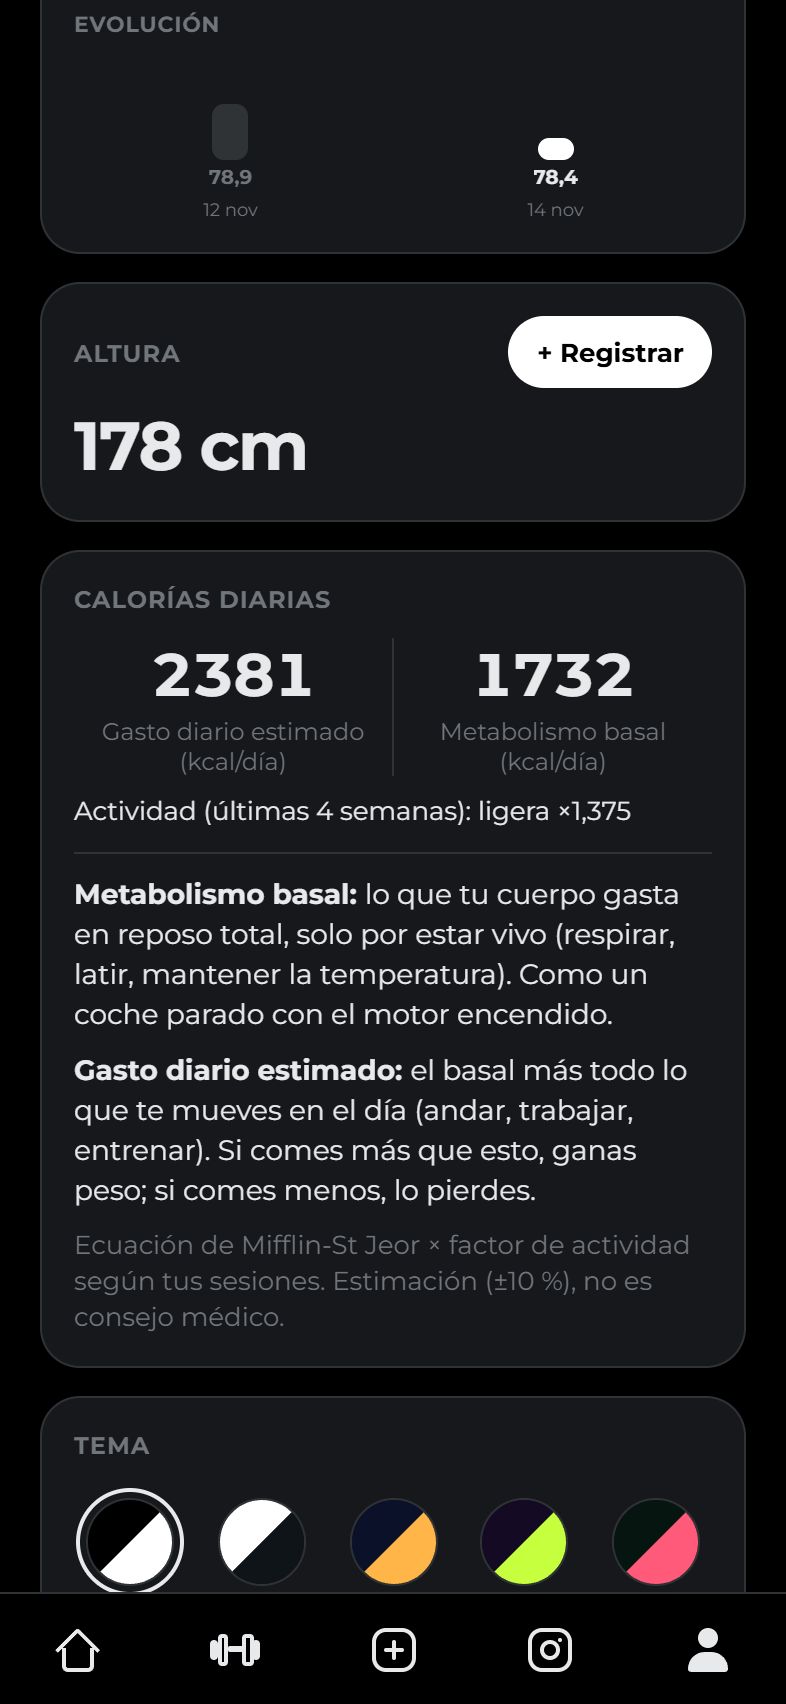 EVOLUCIÓN
78,9
78,4
12 nov
14 nov
ALTURA
+ Registrar
178 cm
CALORÍAS DIARIAS
2381
1732
Gasto diario estimado
(kcal/día)
Metabolismo basal
(kcal/día)
Actividad (últimas 4 semanas): ligera ×1,375
Metabolismo basal: lo que tu cuerpo gasta
en reposo total, solo por estar vivo (respirar,
latir, mantener la temperatura). Como un
coche parado con el motor encendido.
Gasto diario estimado: el basal más todo lo
que te mueves en el día (andar, trabajar,
entrenar). Si comes más que esto, ganas
peso; si comes menos, lo pierdes.
Ecuación de Mifflin-St Jeor × factor de actividad
según tus sesiones. Estimación (±10 %), no es
consejo médico.
TEMA